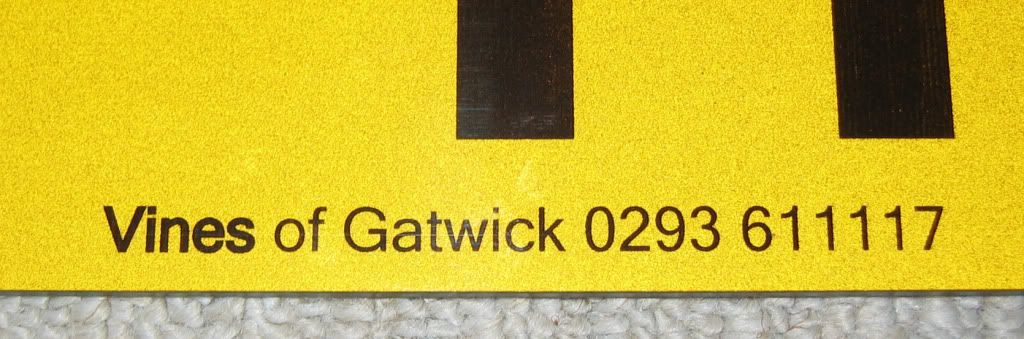 Vines of Gatwick 0293 611117